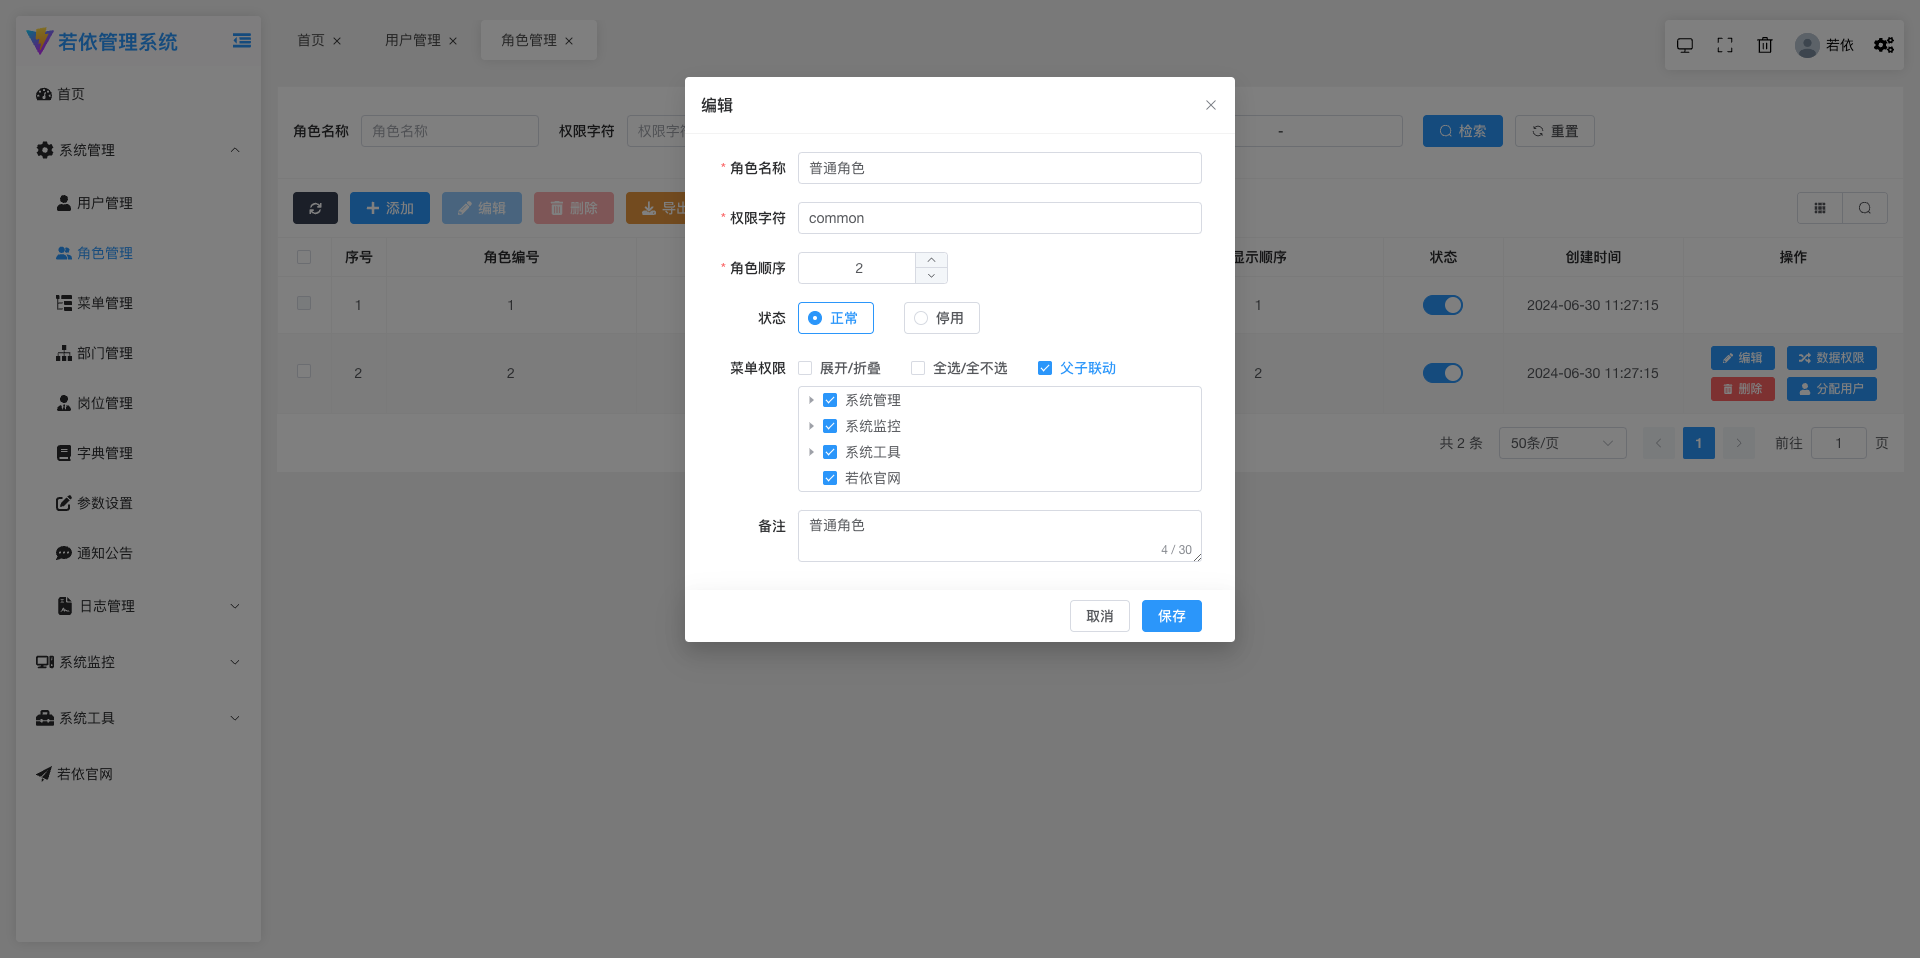 若依管理系统
首页
系统管理
用户管理
角色管理
菜单管理
部门管理
岗位管理
字典管理
参数设置
通知公告
日志管理
系统监控
系统工具
若依官网
首页 用户管理 角色管理
若依
角色名称 角色名称 权限字符 权限字符 - 检索 重置
添加 编辑 删除 导出
序号 角色编号 显示顺序 状态 创建时间 操作
1 1 1 2024-06-30 11:27:15
2 2 2 2024-06-30 11:27:15 编辑 数据权限
删除 分配用户
共 2 条 50条/页 1 前往 1 页
编辑
* 角色名称 普通角色
* 权限字符 common
* 角色顺序 2
状态 正常 停用
菜单权限 展开/折叠 全选/全不选 父子联动
系统管理
系统监控
系统工具
若依官网
备注 普通角色
4 / 30
取消 保存